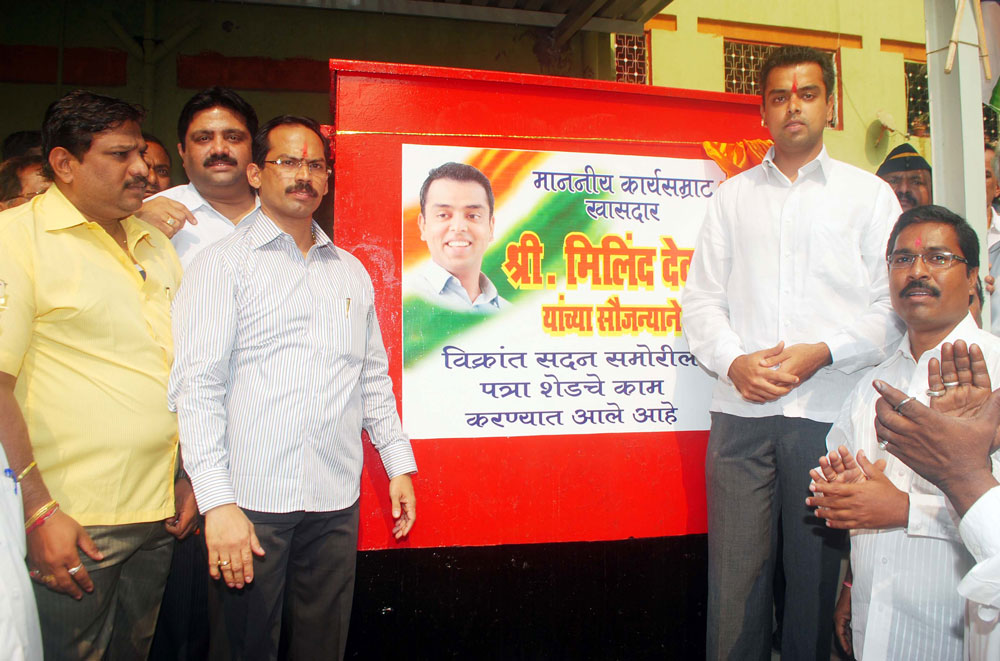 माननीय कार्यसम्राट
खासदार
श्री. मिलिंद
यांच्या सौजन्याने
विक्रांत सदन समोरील
पत्रा शेडचे काम
करण्यात आले आहे